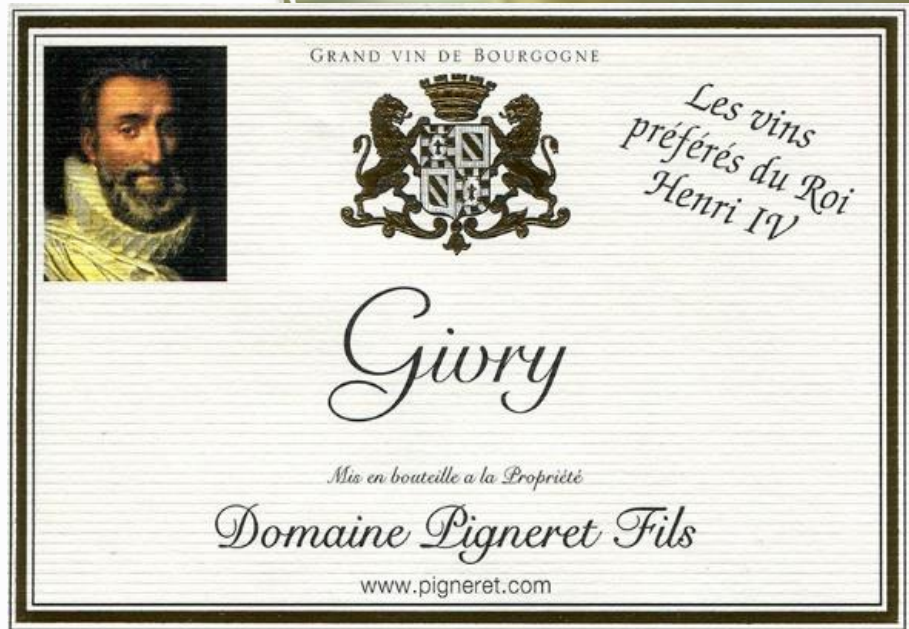 GRAND VIN DE BOURGOGNE
Les vins
préférés du Roi
Henri IV
Givry
Mis en bouteille a la Propriété
Domaine Pigneret Fils
www.pigneret.com